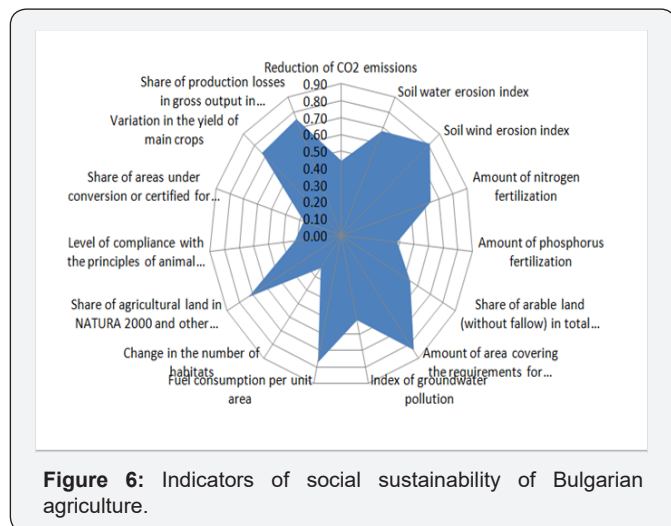 Reduction of CO2 emissions
Share of production losses
in gross output in...
Variation in the yield of
main crops
Share of areas under
conversion or certified for...
Level of compliance with
the principles of animal...
Share of agricultural land in
NATURA 2000 and other...
Change in the number of
habitats
Fuel consumption per unit
area
Index of groundwater
pollution
Amount of area covering
the requirements for...
Share of arable land
(without fallow) in total...
Amount of phosphorus
fertilization
Amount of nitrogen
fertilization
Soil wind erosion index
Soil water erosion index
0.90
0.80
0.70
0.60
0.50
0.40
0.30
0.20
0.10
0.00
Figure 6: Indicators of social sustainability of Bulgarian
agriculture.